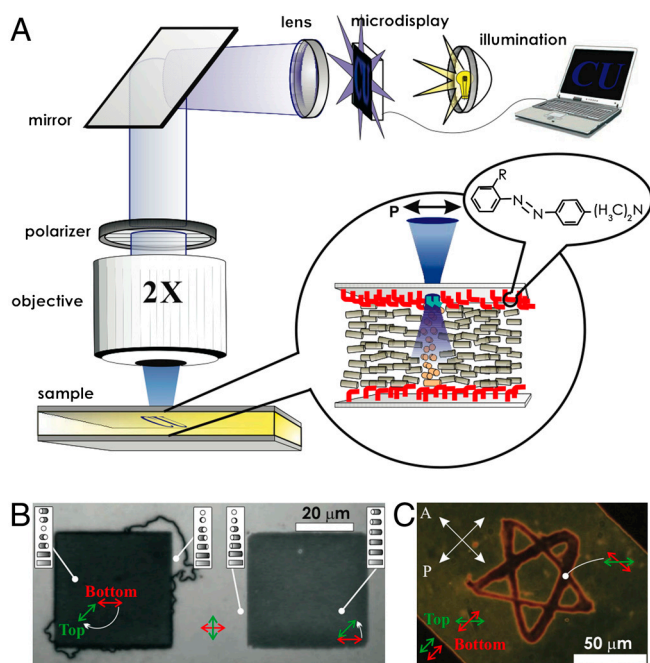 A
lens
microdisplay
illumination
CU
CU
mirror
polarizer
objective
2X
sample
P
R
N
N
(H₃C)₂N
B
20 μm
Bottom
Top
C
A
P
Top
Bottom
50 μm